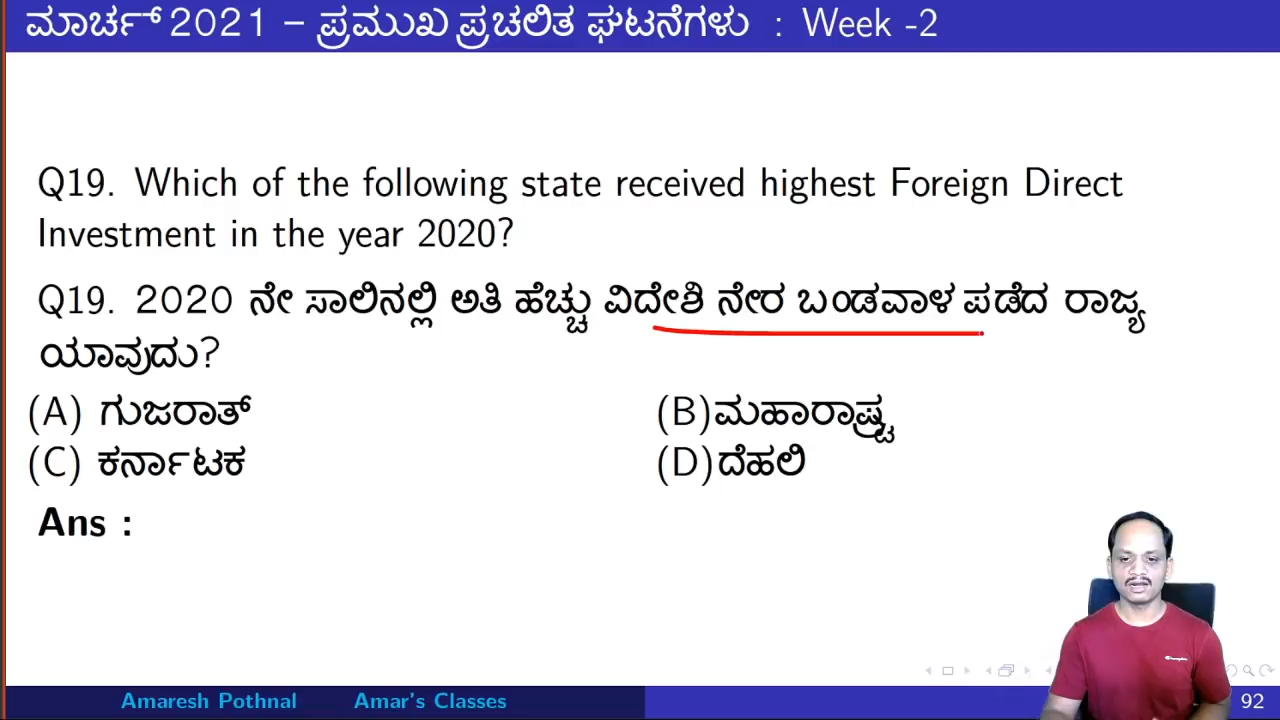 ಮಾರ್ಚ್ 2021 – ಪ್ರಮುಖ ಪ್ರಚಲಿತ ಘಟನೆಗಳು : Week -2
Q19. Which of the following state received highest Foreign Direct
Investment in the year 2020?
Q19. 2020 ನೇ ಸಾಲಿನಲ್ಲಿ ಅತಿ ಹೆಚ್ಚು ವಿದೇಶಿ ನೇರ ಬಂಡವಾಳ ಪಡೆದ ರಾಜ್ಯ
ಯಾವುದು?
(A) ಗುಜರಾತ್ (B)ಮಹಾರಾಷ್ಟ್ರ
(C) ಕರ್ನಾಟಕ (D)ದೆಹಲಿ
Ans :
Amaresh Pothnal Amar's Classes 92